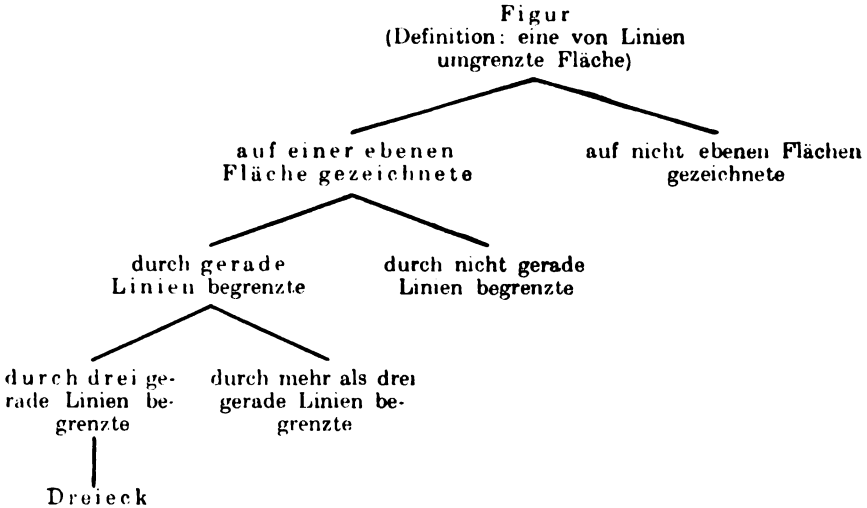 Figur
(Definition: eine von Linien
umgrenzte Fläche)
auf einer ebenen
Fläche gezeichnete
auf nicht ebenen Flächen
gezeichnete
durch gerade
Linien begrenzte
durch nicht gerade
Linien begrenzte
durch drei ge-
rade Linien be-
grenzte
durch mehr als drei
gerade Linien be-
grenzte
Dreieck